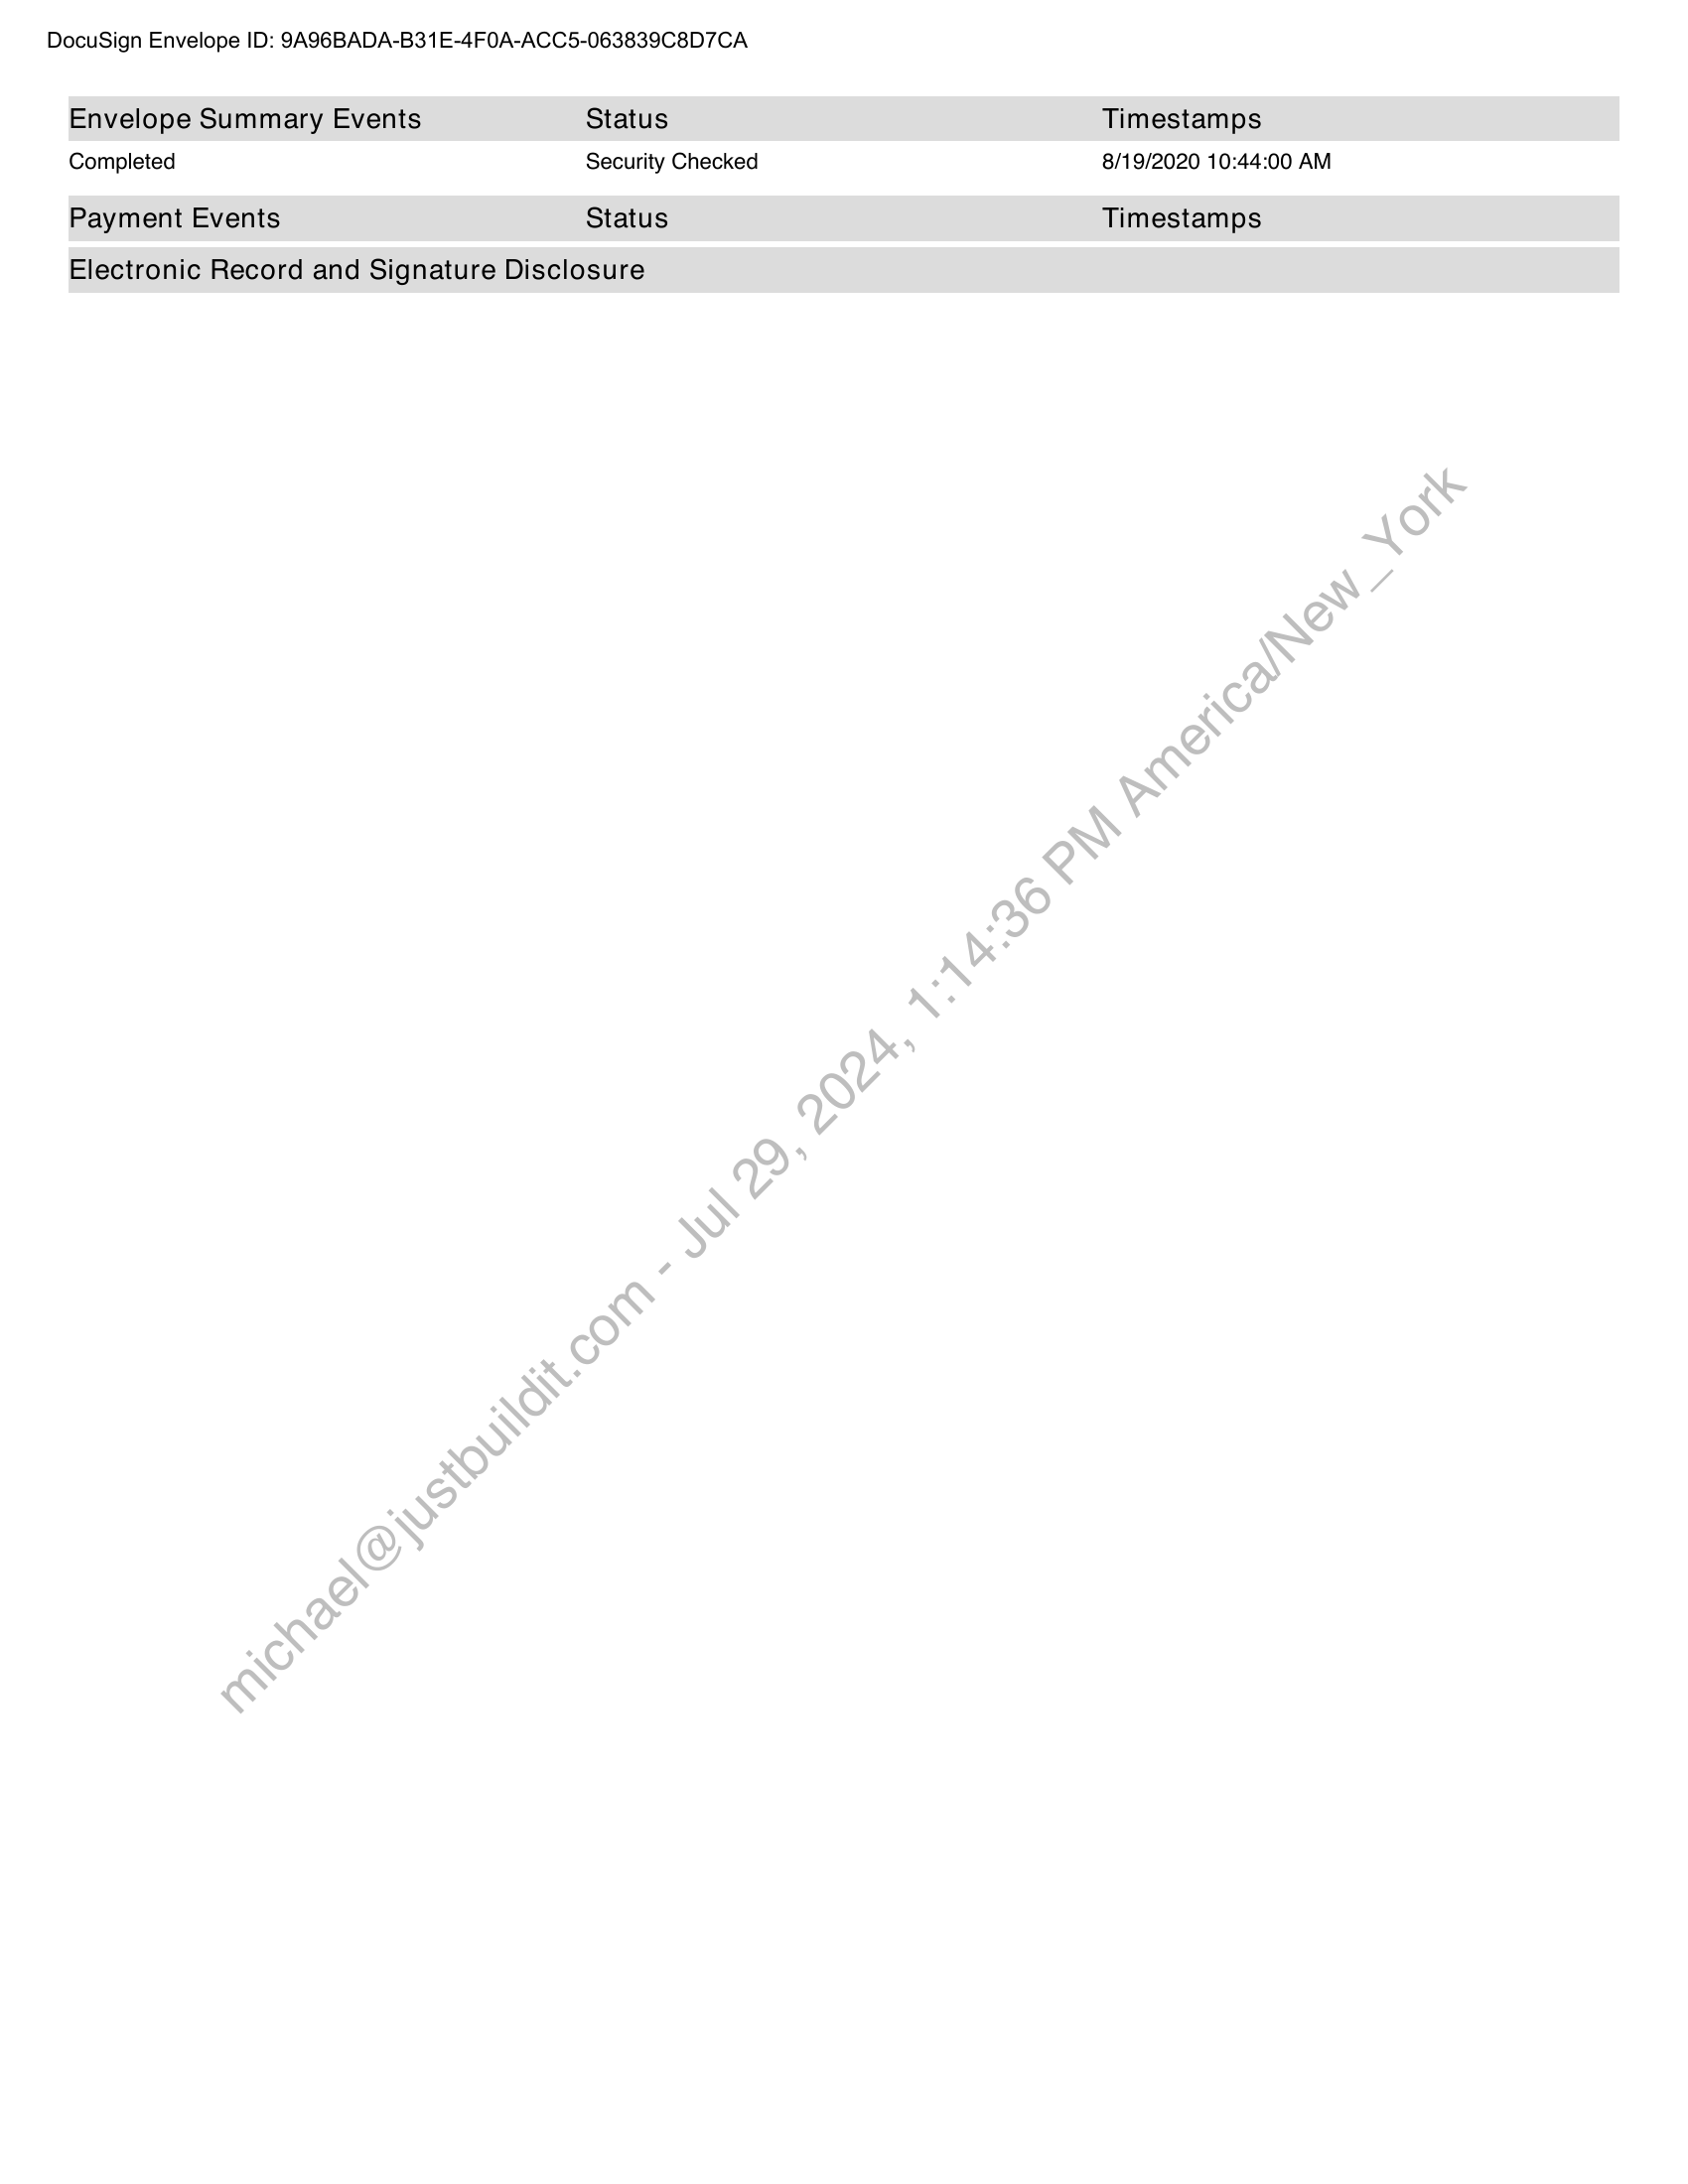 DocuSign Envelope ID: 9A96BADA-B31E-4F0A-ACC5-063839C8D7CA
Envelope Summary Events Status Timestamps
Completed Security Checked 8/19/2020 10:44:00 AM
Payment Events Status Timestamps
Electronic Record and Signature Disclosure
michael@justbuildit.com - Jul 29, 2024, 1:14:36 PM America/New_York